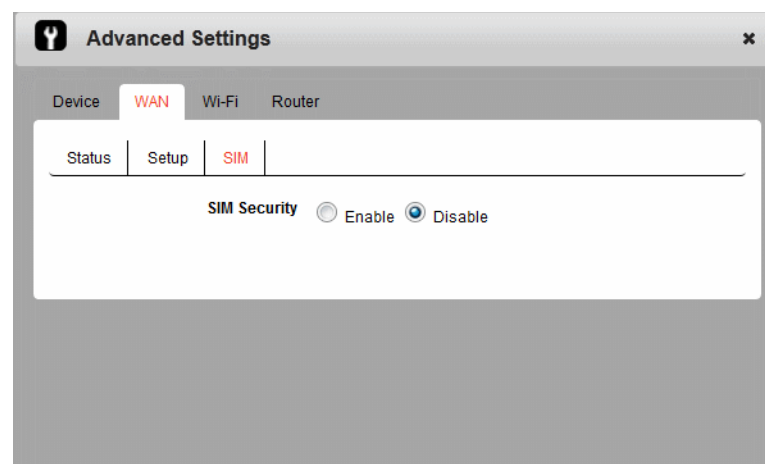 Advanced Settings
Device WAN Wi-Fi Router
Status Setup SIM
SIM Security Enable Disable